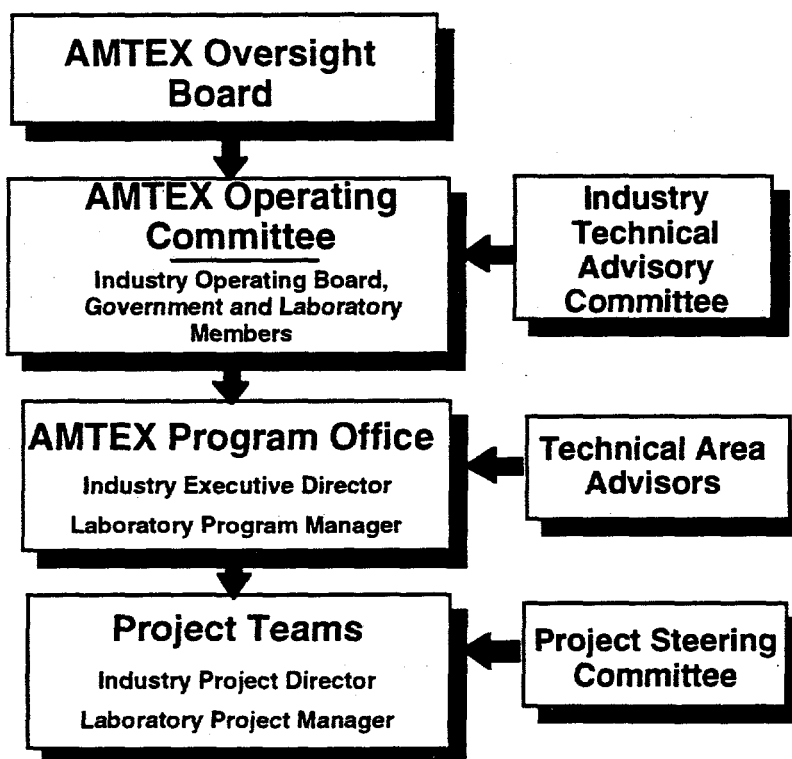 AMTEX Oversight
Board
AMTEX Operating
Committee
Industry Operating Board,
Government and Laboratory
Members
Industry
Technical
Advisory
Committee
AMTEX Program Office
Industry Executive Director
Laboratory Program Manager
Technical Area
Advisors
Project Teams
Industry Project Director
Laboratory Project Manager
Project Steering
Committee